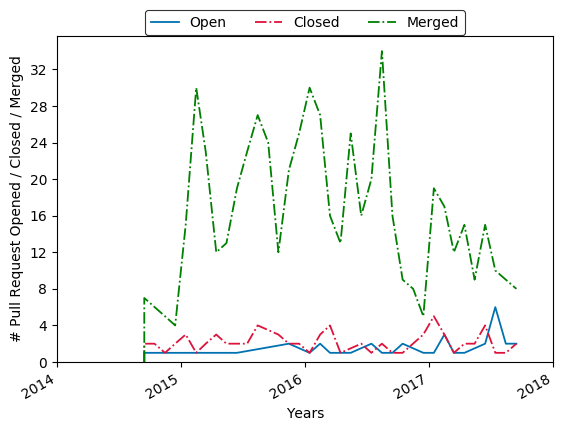 Open Closed Merged
# Pull Request Opened / Closed / Merged
32
28
24
20
16
12
8
4
0
2014 2015 2016 2017 2018
Years